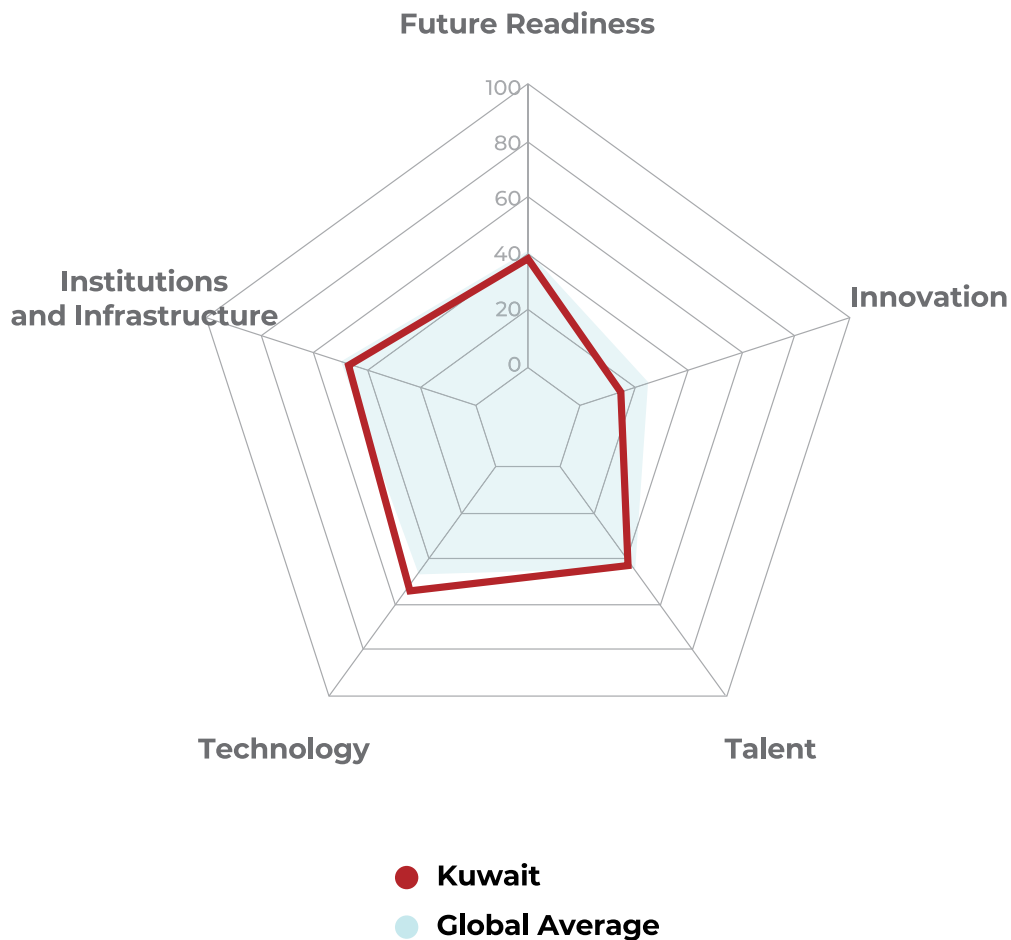 Future Readiness
100
80
60
40
20
0
Institutions
and Infrastructure
Innovation
Technology
Talent
Kuwait
Global Average